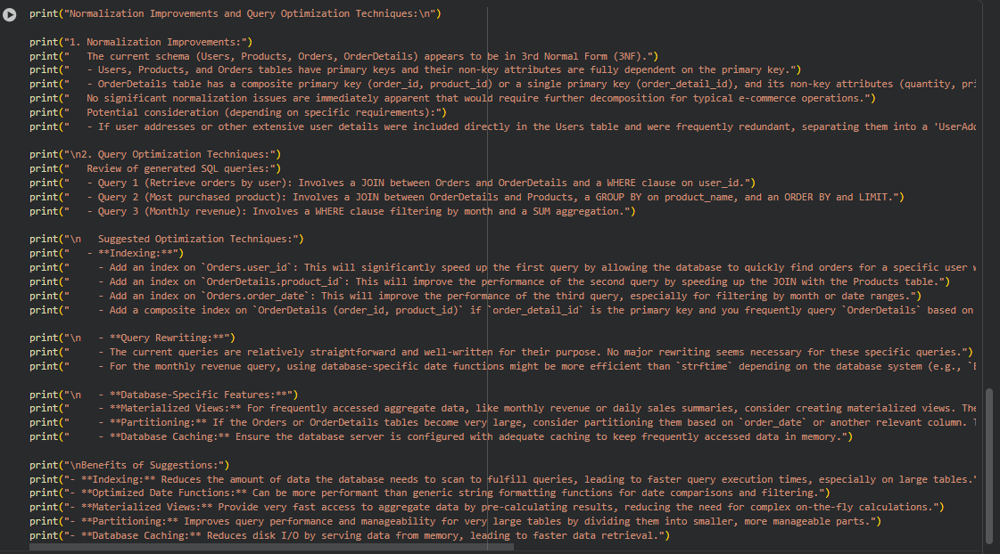 print("Normalization Improvements and Query Optimization Techniques:\n")
print("1. Normalization Improvements:")
print("   The current schema (Users, Products, Orders, OrderDetails) appears to be in 3rd Normal Form (3NF).")
print("   - Users, Products, and Orders tables have primary keys and their non-key attributes are fully dependent on the primary key.")
print("   - OrderDetails table has a composite primary key (order_id, product_id) or a single primary key (order_detail_id), and its non-key attributes (quantity, pri
print("   No significant normalization issues are immediately apparent that would require further decomposition for typical e-commerce operations.")
print("   Potential consideration (depending on specific requirements):")
print("   - If user addresses or other extensive user details were included directly in the Users table and were frequently redundant, separating them into a 'UserAdd
print("\n2. Query Optimization Techniques:")
print("   Review of generated SQL queries:")
print("   - Query 1 (Retrieve orders by user): Involves a JOIN between Orders and OrderDetails and a WHERE clause on user_id.")
print("   - Query 2 (Most purchased product): Involves a JOIN between OrderDetails and Products, a GROUP BY on product_name, and an ORDER BY and LIMIT.")
print("   - Query 3 (Monthly revenue): Involves a WHERE clause filtering by month and a SUM aggregation.")
print("\n   Suggested Optimization Techniques:")
print("   - **Indexing:**")
print("     - Add an index on `Orders.user_id`: This will significantly speed up the first query by allowing the database to quickly find orders for a specific user
print("     - Add an index on `OrderDetails.product_id`: This will improve the performance of the second query by speeding up the JOIN with the Products table.")
print("     - Add an index on `Orders.order_date`: This will improve the performance of the third query, especially for filtering by month or date ranges.")
print("     - Add a composite index on `OrderDetails (order_id, product_id)` if `order_detail_id` is the primary key and you frequently query `OrderDetails` based on
print("\n   - **Query Rewriting:**")
print("     - The current queries are relatively straightforward and well-written for their purpose. No major rewriting seems necessary for these specific queries.")
print("     - For the monthly revenue query, using database-specific date functions might be more efficient than `strftime` depending on the database system (e.g., `
print("\n   - **Database-Specific Features:**")
print("     - **Materialized Views:** For frequently accessed aggregate data, like monthly revenue or daily sales summaries, consider creating materialized views. The
print("     - **Partitioning:** If the Orders or OrderDetails tables become very large, consider partitioning them based on `order_date` or another relevant column.
print("     - **Database Caching:** Ensure the database server is configured with adequate caching to keep frequently accessed data in memory.")
print("\nBenefits of Suggestions:")
print("- **Indexing:** Reduces the amount of data the database needs to scan to fulfill queries, leading to faster query execution times, especially on large tables."
print("- **Optimized Date Functions:** Can be more performant than generic string formatting functions for date comparisons and filtering.")
print("- **Materialized Views:** Provide very fast access to aggregate data by pre-calculating results, reducing the need for complex on-the-fly calculations.")
print("- **Partitioning:** Improves query performance and manageability for very large tables by dividing them into smaller, more manageable parts.")
print("- **Database Caching:** Reduces disk I/O by serving data from memory, leading to faster data retrieval.")